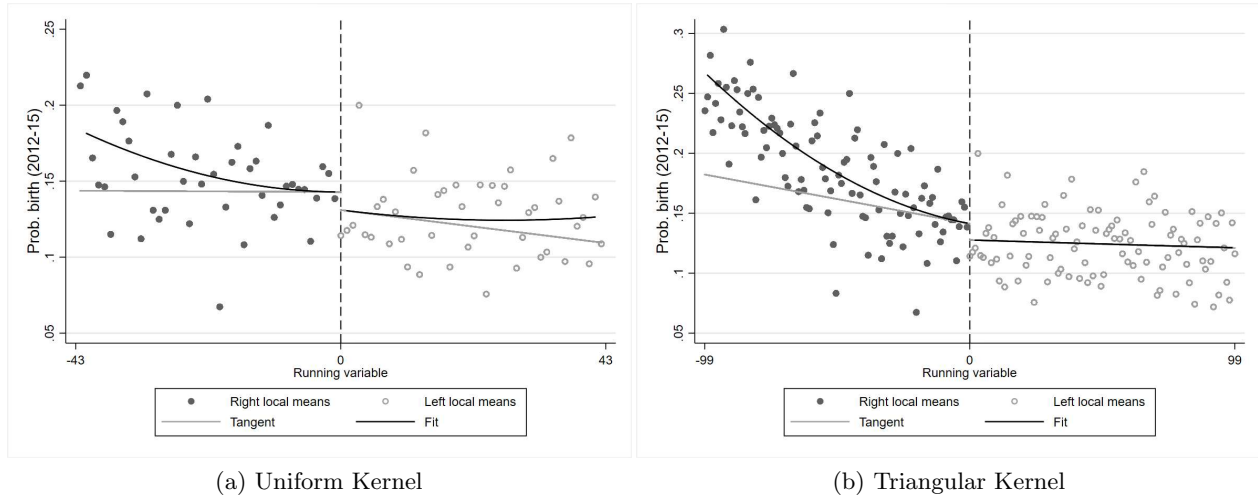 Prob. birth (2012-15)
.25
.2
.15
.1
.05
-43
0
43
Running variable
Right local means
Left local means
Tangent
Fit
(a) Uniform Kernel
Prob. birth (2012-15)
.3
.25
.2
.15
.1
.05
-99
0
99
Running variable
Right local means
Left local means
Tangent
Fit
(b) Triangular Kernel